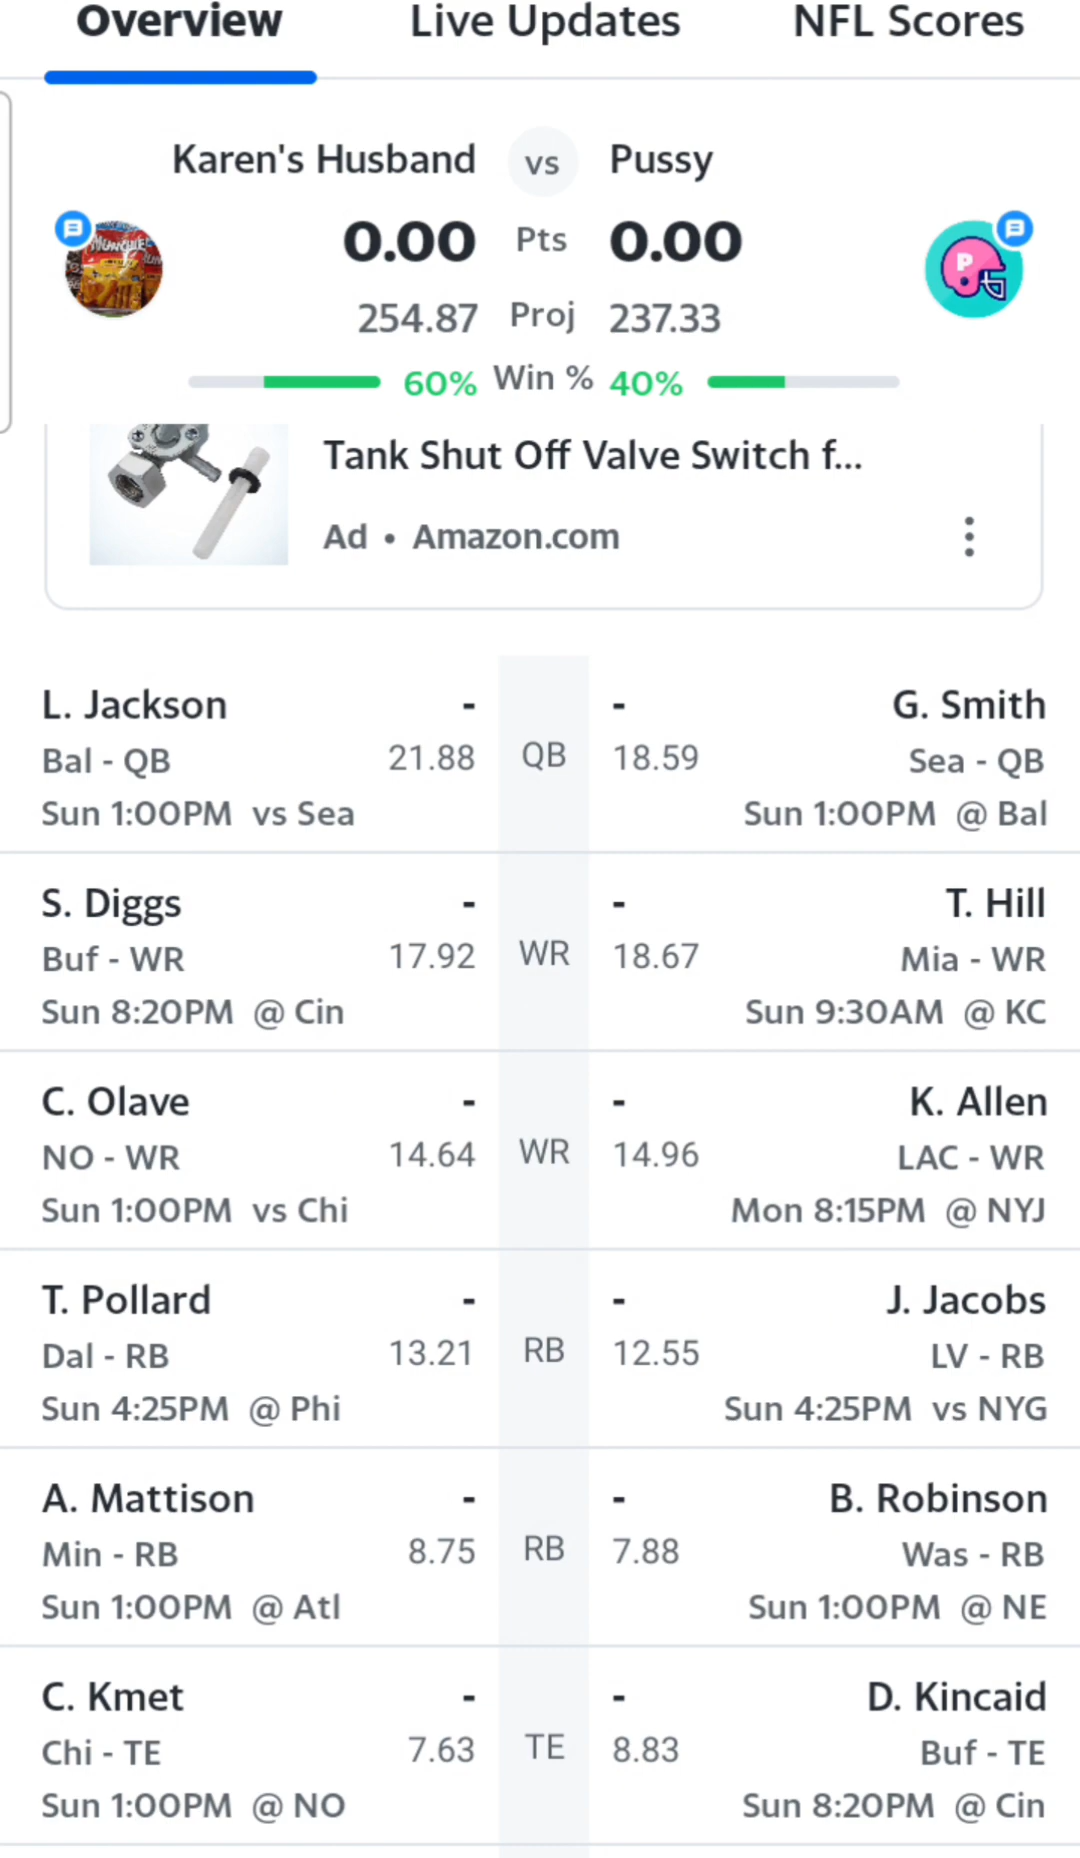 Overview Live Updates NFL Scores
Karen's Husband vs Pussy
0.00 Pts 0.00
254.87 Proj 237.33
60% Win % 40%
Tank Shut Off Valve Switch f...
Ad • Amazon.com
L. Jackson - - G. Smith
Bal - QB 21.88 QB 18.59 Sea - QB
Sun 1:00PM vs Sea Sun 1:00PM @ Bal
S. Diggs - - T. Hill
Buf - WR 17.92 WR 18.67 Mia - WR
Sun 8:20PM @ Cin Sun 9:30AM @ KC
C. Olave - - K. Allen
NO - WR 14.64 WR 14.96 LAC - WR
Sun 1:00PM vs Chi Mon 8:15PM @ NYJ
T. Pollard - - J. Jacobs
Dal - RB 13.21 RB 12.55 LV - RB
Sun 4:25PM @ Phi Sun 4:25PM vs NYG
A. Mattison - - B. Robinson
Min - RB 8.75 RB 7.88 Was - RB
Sun 1:00PM @ Atl Sun 1:00PM @ NE
C. Kmet - - D. Kincaid
Chi - TE 7.63 TE 8.83 Buf - TE
Sun 1:00PM @ NO Sun 8:20PM @ Cin